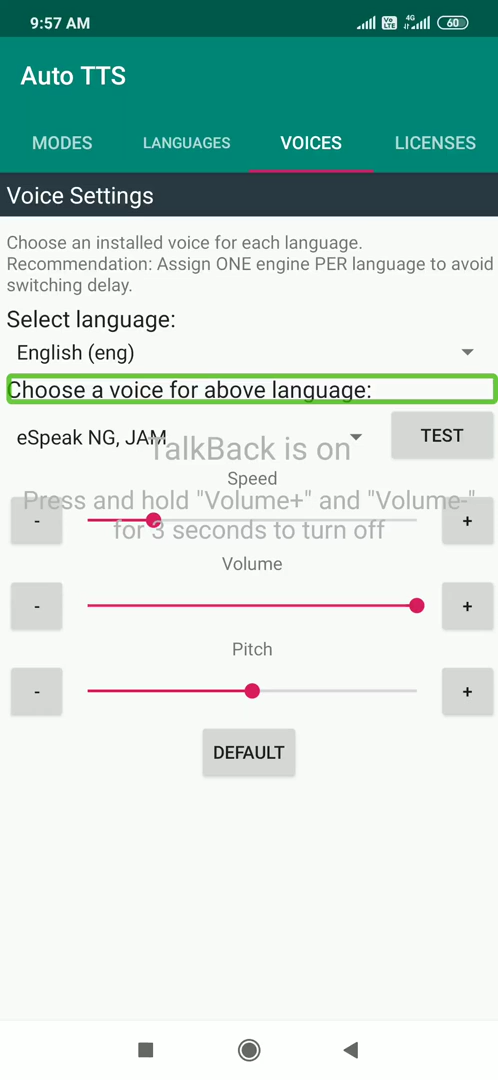 9:57 AM
Vo LTE 4G 60
Auto TTS
MODES LANGUAGES VOICES LICENSES
Voice Settings
Choose an installed voice for each language.
Recommendation: Assign ONE engine PER language to avoid
switching delay.
Select language:
English (eng)
Choose a voice for above language:
eSpeak NG, JAM
TEST
TalkBack is on
Speed
Press and hold "Volume+" and "Volume-"
for 3 seconds to turn off
- +
Volume
- +
Pitch
- +
DEFAULT